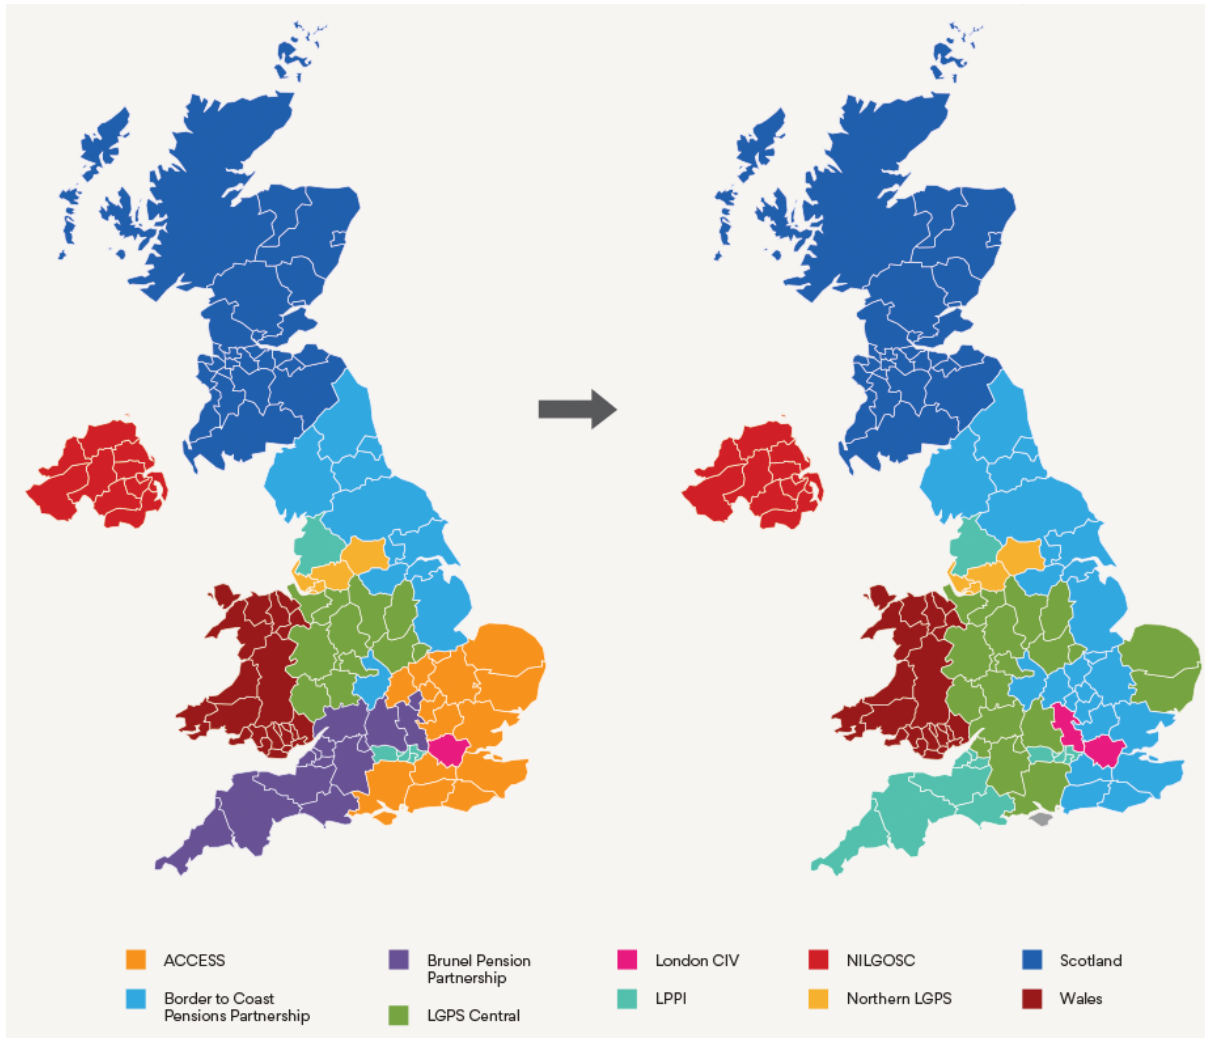 ACCESS
Border to Coast
Pensions Partnership
Brunel Pension
Partnership
LGPS Central
London CIV
LPPI
NILGOSC
Northern LGPS
Scotland
Wales